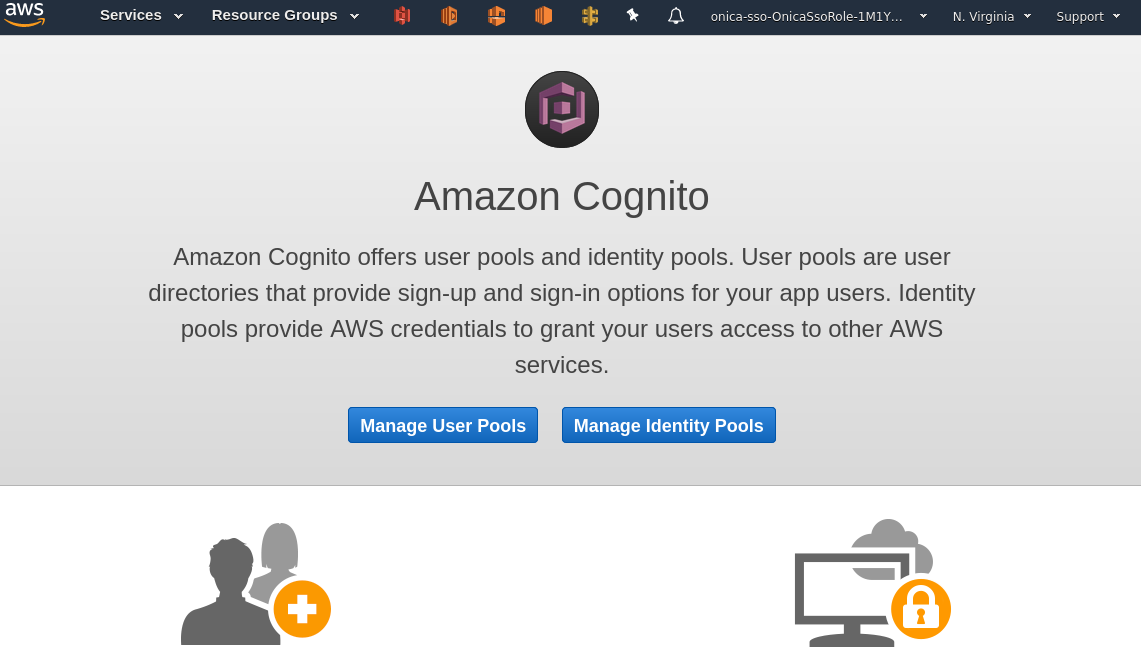 aws
Services
Resource Groups
onica-sso-OnicaSsoRole-1M1Y...
N. Virginia
Support
Amazon Cognito
Amazon Cognito offers user pools and identity pools. User pools are user
directories that provide sign-up and sign-in options for your app users. Identity
pools provide AWS credentials to grant your users access to other AWS
services.
Manage User Pools
Manage Identity Pools